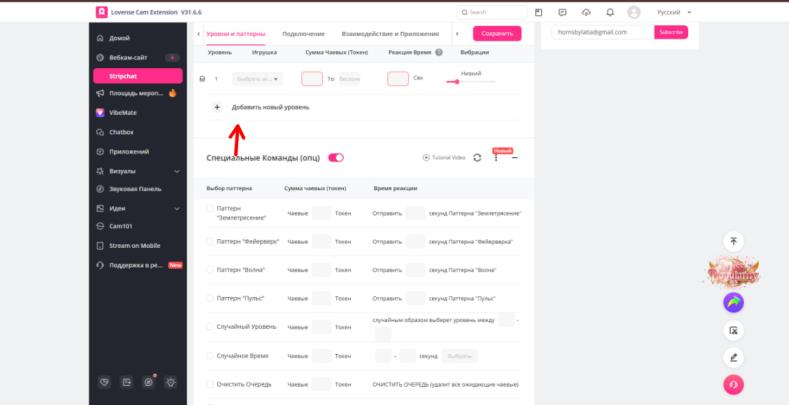 Lovense Cam Extension V31.6.6
Search
Русский
Домой
Вебкам-сайт
Stripchat
Площадь мероп...
VibeMate
Chatbox
Приложений
Визуалы
Звуковая Панель
Идеи
Cam101
Stream on Mobile
Поддержка в ре... New
Уровни и паттерны Подключение Взаимодействие и Приложения Сохранить
Уровень Игрушка Сумма Чаевых (Токен) Реакция Время Вибрации
1 Выбрать иг... То Бесконе Сек Низкий
+ Добавить новый уровень
Специальные Команды (опц) Tutorial Video Новый
Выбор паттерна Сумма чаевых (токен) Время реакции
Паттерн "Землетрясение" Чаевые Токен Отправить секунд Паттерна "Землетрясение"
Паттерн "Фейерверк" Чаевые Токен Отправить секунд Паттерна "Фейерверка"
Паттерн "Волна" Чаевые Токен Отправить секунд Паттерна "Волна"
Паттерн "Пульс" Чаевые Токен Отправить секунд Паттерна "Пульс"
Случайный Уровень Чаевые Токен случайным образом выберет уровень между –
Случайное Время Чаевые Токен – секунд Выбрать
Очистить Очередь Чаевые Токен ОЧИСТИТЬ ОЧЕРЕДЬ (удалит все ожидающие чаевые)
hornsbylatia@gmail.com Subscribe